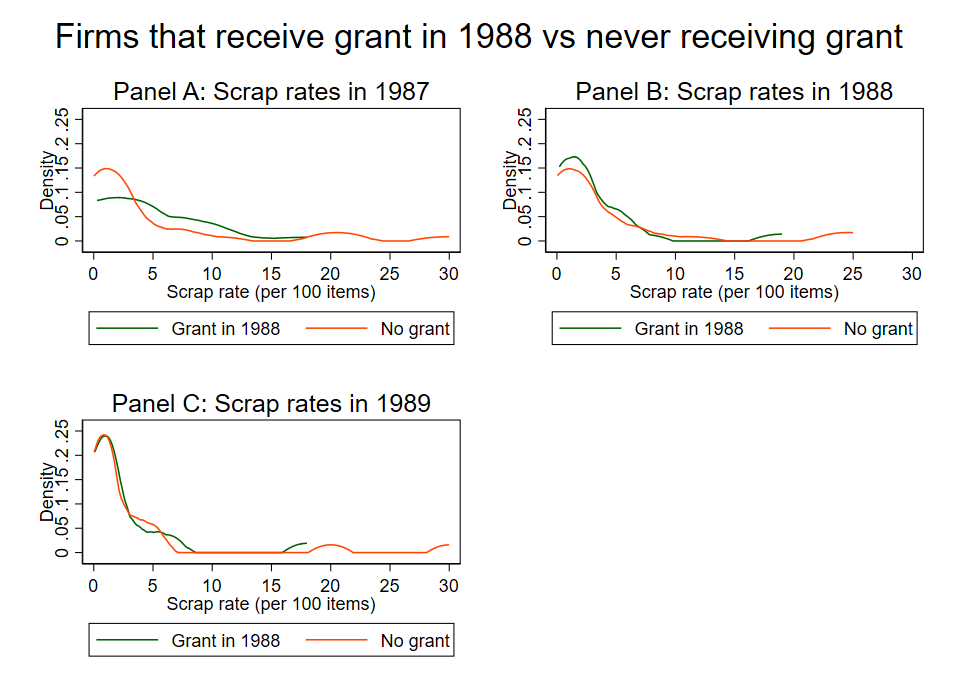 Firms that receive grant in 1988 vs never receiving grant
Panel A: Scrap rates in 1987
Density
0 .05 .1 .15 .2 .25
0 5 10 15 20 25 30
Scrap rate (per 100 items)
Grant in 1988 No grant
Panel B: Scrap rates in 1988
Density
0 .05 .1 .15 .2 .25
0 5 10 15 20 25 30
Scrap rate (per 100 items)
Grant in 1988 No grant
Panel C: Scrap rates in 1989
Density
0 .05 .1 .15 .2 .25
0 5 10 15 20 25 30
Scrap rate (per 100 items)
Grant in 1988 No grant